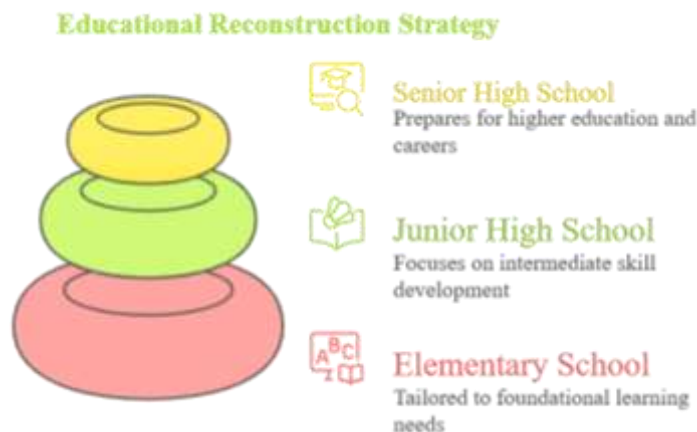 Educational Reconstruction Strategy
Senior High School
Prepares for higher education and
careers
Junior High School
Focuses on intermediate skill
development
ABC
z
Elementary School
Tailored to foundational learning
needs